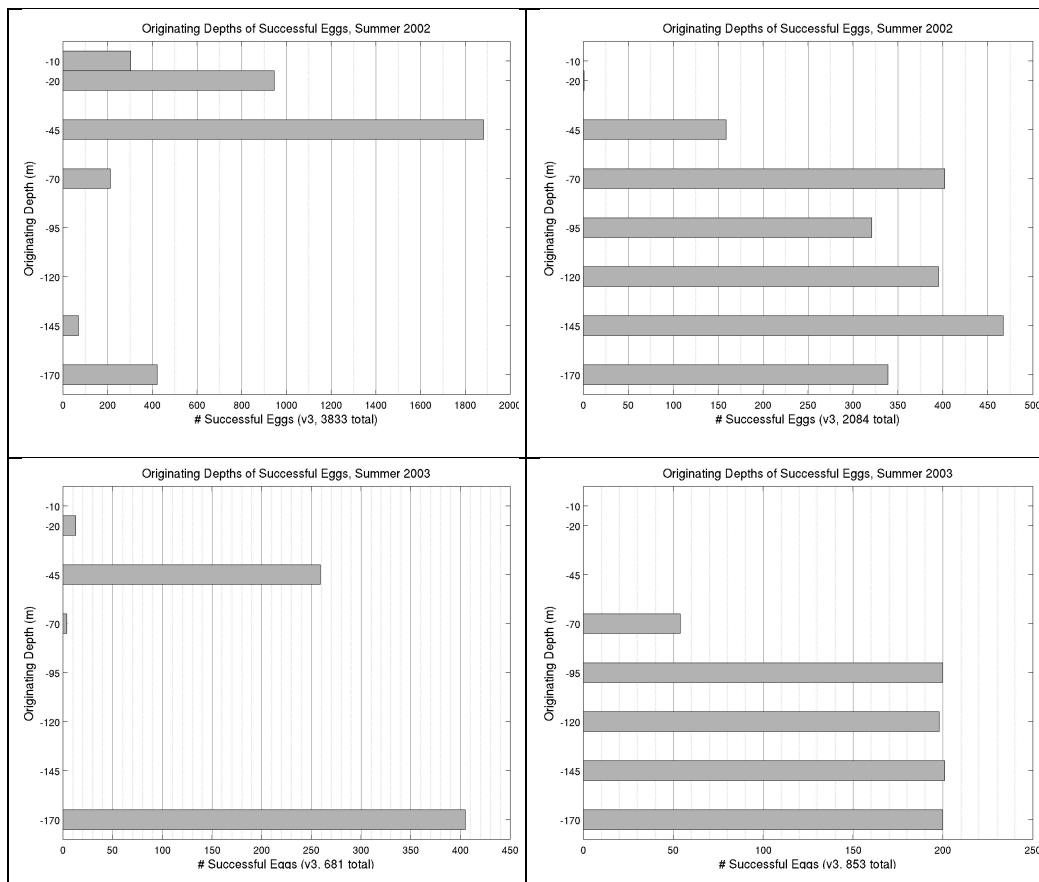 Originating Depths of Successful Eggs, Summer 2002
Originating Depth (m)
-10
-20
-45
-70
-95
-120
-145
-170
0 200 400 600 800 1000 1200 1400 1600 1800 2000
# Successful Eggs (v3, 3833 total)
Originating Depths of Successful Eggs, Summer 2002
Originating Depth (m)
-10
-20
-45
-70
-95
-120
-145
-170
0 50 100 150 200 250 300 350 400 450 500
# Successful Eggs (v3, 2084 total)
Originating Depths of Successful Eggs, Summer 2003
Originating Depth (m)
-10
-20
-45
-70
-95
-120
-145
-170
0 50 100 150 200 250 300 350 400 450
# Successful Eggs (v3, 681 total)
Originating Depths of Successful Eggs, Summer 2003
Originating Depth (m)
-10
-20
-45
-70
-95
-120
-145
-170
0 50 100 150 200 250
# Successful Eggs (v3, 853 total)